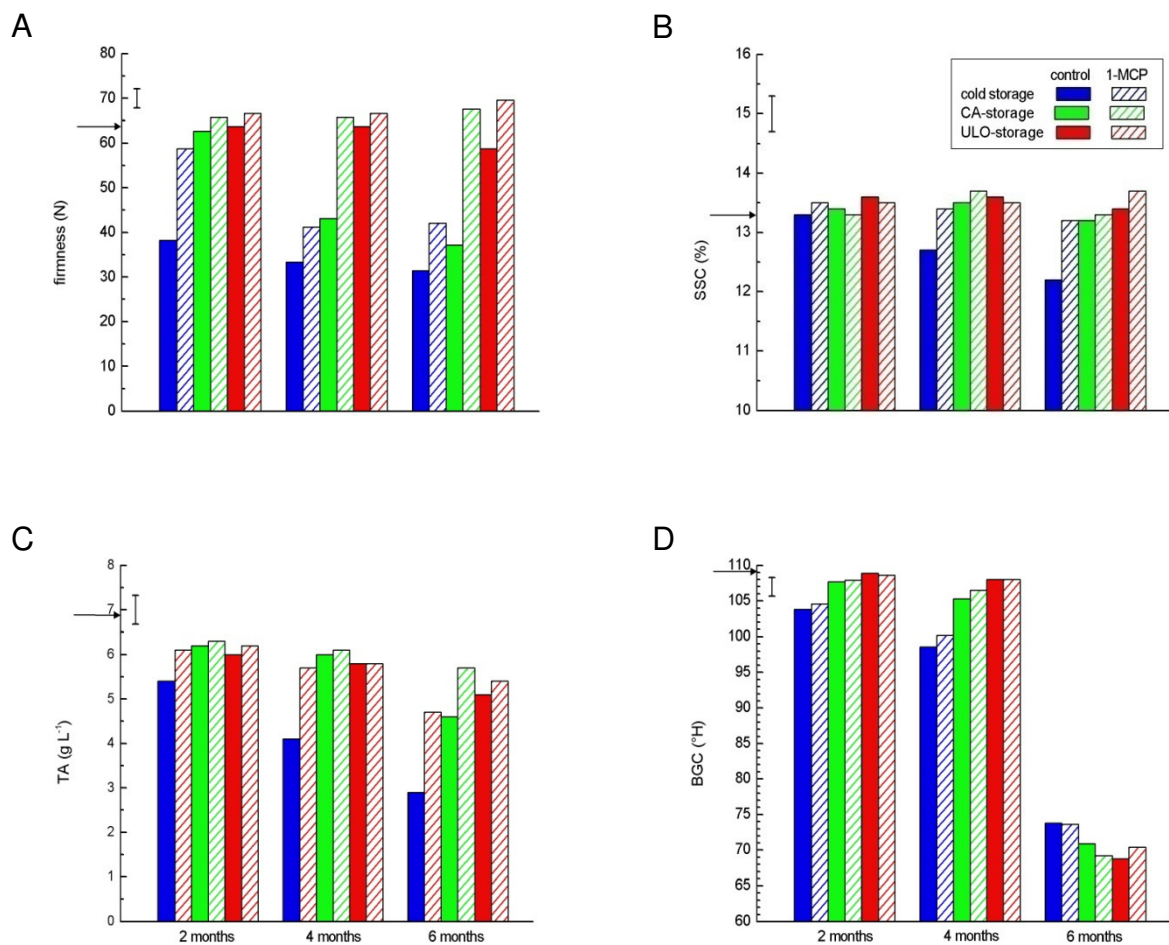 A
80
70
60
50
40
30
20
10
0
firmness (N)
B
16
15
14
13
12
11
10
SSC (%)
control 1-MCP
cold storage
CA-storage
ULO-storage
C
8
7
6
5
4
3
2
1
0
TA (g L⁻¹)
2 months 4 months 6 months
D
110
105
100
95
90
85
80
75
70
65
60
BGC (°H)
2 months 4 months 6 months